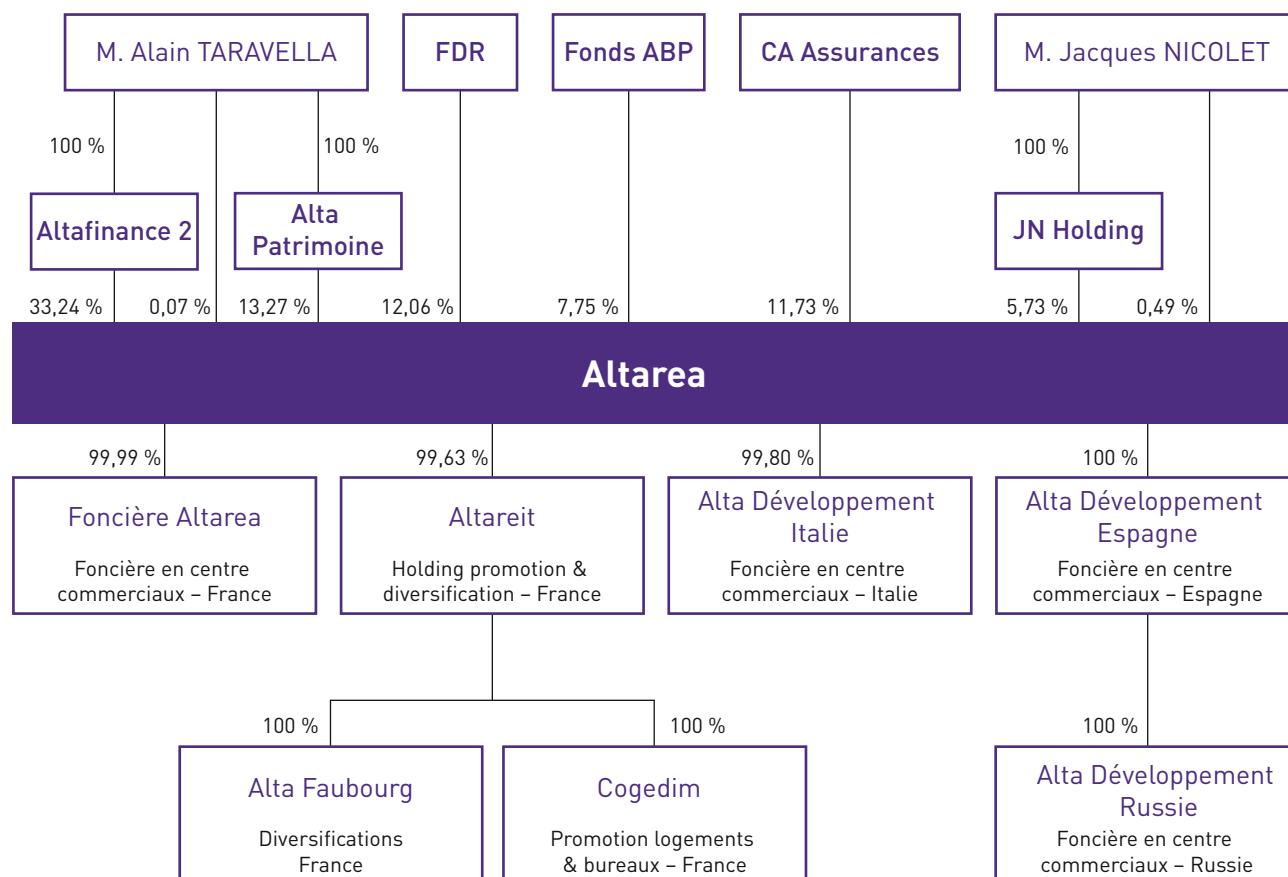 M. Alain TARAVELLA
FDR
Fonds ABP
CA Assurances
M. Jacques NICOLET
100 %
100 %
100 %
Altafinance 2
Alta
Patrimoine
JN Holding
33,24 %
0,07 %
13,27 %
12,06 %
7,75 %
11,73 %
5,73 %
0,49 %
Altarea
99,99 %
99,63 %
99,80 %
100 %
Foncière Altarea
Foncière en centre
commerciaux – France
Altareit
Holding promotion &
diversification – France
Alta Développement
Italie
Foncière en centre
commerciaux – Italie
Alta Développement
Espagne
Foncière en centre
commerciaux – Espagne
100 %
100 %
100 %
Alta Faubourg
Diversifications
France
Cogedim
Promotion logements
& bureaux – France
Alta Développement
Russie
Foncière en centre
commerciaux – Russie